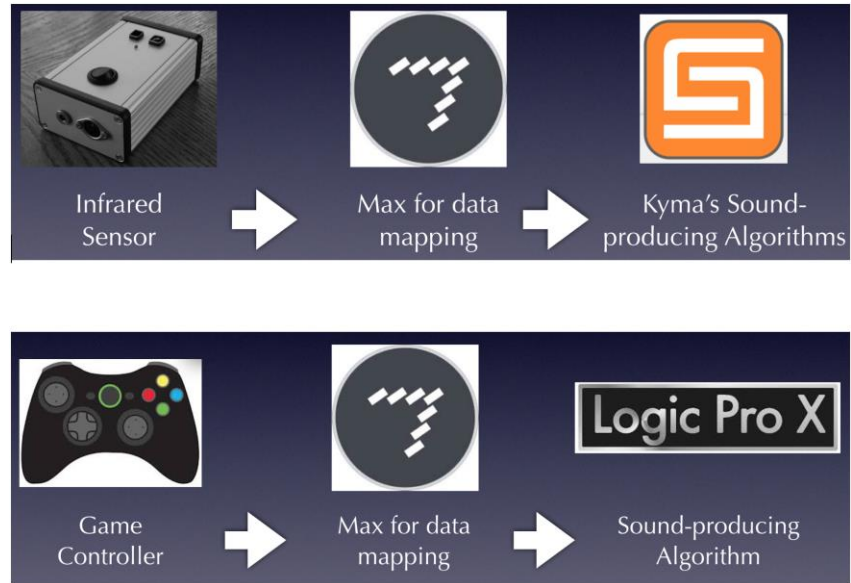 Infrared
Sensor
Max for data
mapping
Kyma's Sound-
producing Algorithms
Logic Pro X
Game
Controller
Max for data
mapping
Sound-producing
Algorithm